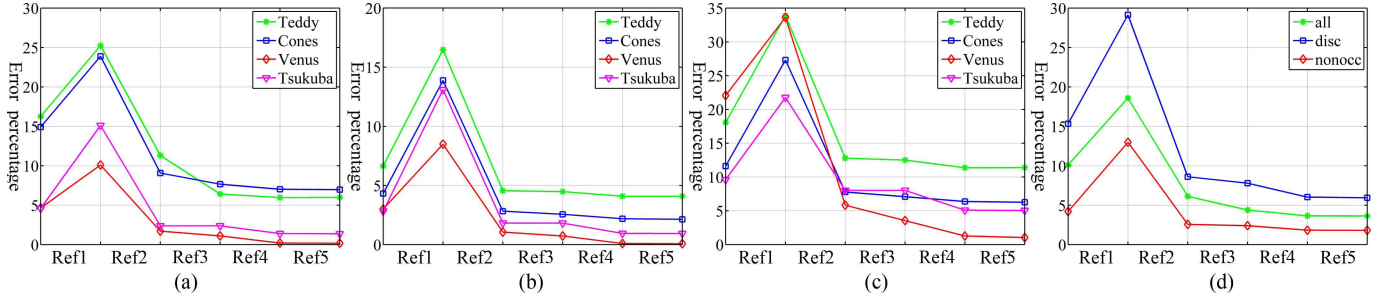 30
25
20
15
10
5
0
Error percentage
Teddy
Cones
Venus
Tsukuba
Ref1 Ref2 Ref3 Ref4 Ref5
(a)
20
15
10
5
0
Error percentage
Teddy
Cones
Venus
Tsukuba
Ref1 Ref2 Ref3 Ref4 Ref5
(b)
35
30
25
20
15
10
5
0
Error percentage
Teddy
Cones
Venus
Tsukuba
Ref1 Ref2 Ref3 Ref4 Ref5
(c)
30
25
20
15
10
5
0
Error percentage
all
disc
nonocc
Ref1 Ref2 Ref3 Ref4 Ref5
(d)